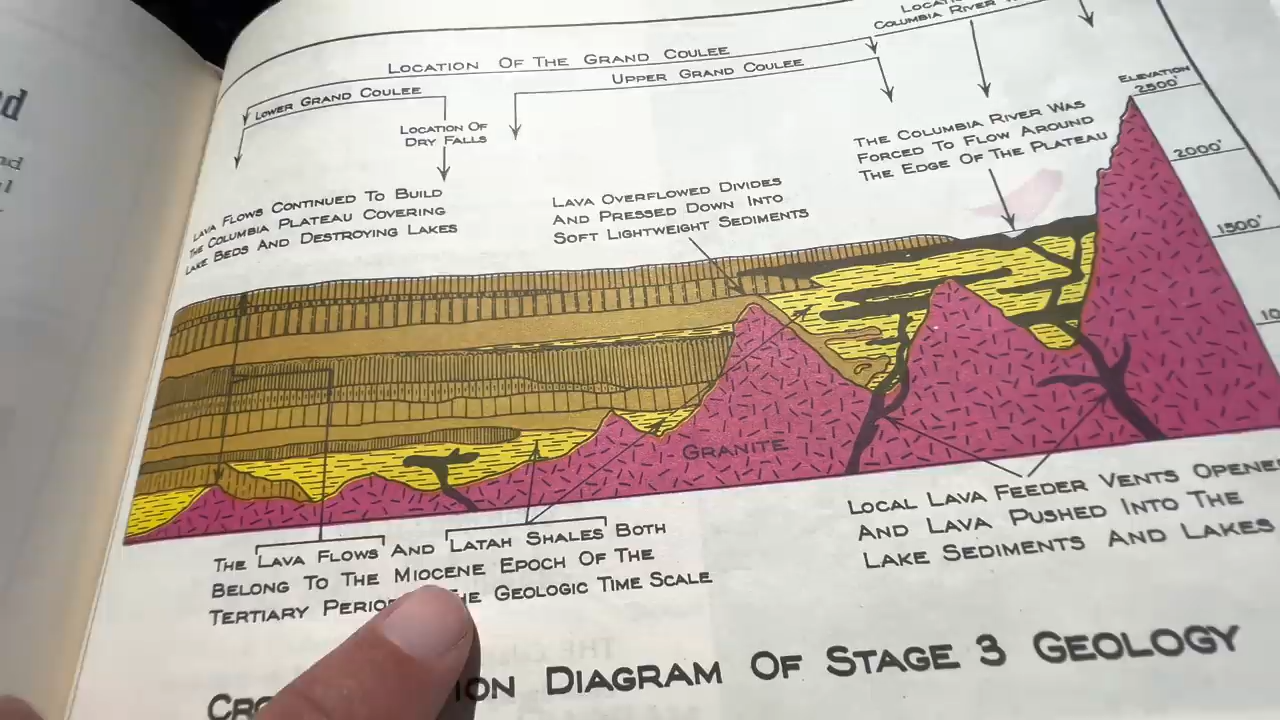 nd
nd
l
LOCATION OF THE GRAND COULEE
LOWER GRAND COULEE
UPPER GRAND COULEE
COLUMBIA RIVER
LOCATION OF
DRY FALLS
ELEVATION
2500'
2000'
1500'
10
THE COLUMBIA RIVER WAS
FORCED TO FLOW AROUND
THE EDGE OF THE PLATEAU
LAVA FLOWS CONTINUED TO BUILD
THE COLUMBIA PLATEAU COVERING
LAKE BEDS AND DESTROYING LAKES
LAVA OVERFLOWED DIVIDES
AND PRESSED DOWN INTO
SOFT LIGHTWEIGHT SEDIMENTS
GRANITE
THE LAVA FLOWS AND LATAH SHALES BOTH
BELONG TO THE MIOCENE EPOCH OF THE
TERTIARY GEOLOGIC TIME SCALE
LOCAL LAVA FEEDER VENTS OPENE
AND LAVA PUSHED INTO THE
LAKE SEDIMENTS AND LAKES
DIAGRAM OF STAGE 3 GEOLOGY